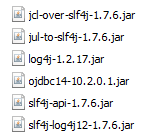 jcl-over-slf4j-1.7.6.jar
jul-to-slf4j-1.7.6.jar
log4j-1.2.17.jar
ojdbc14-10.2.0.1.jar
slf4j-api-1.7.6.jar
slf4j-log4j12-1.7.6.jar